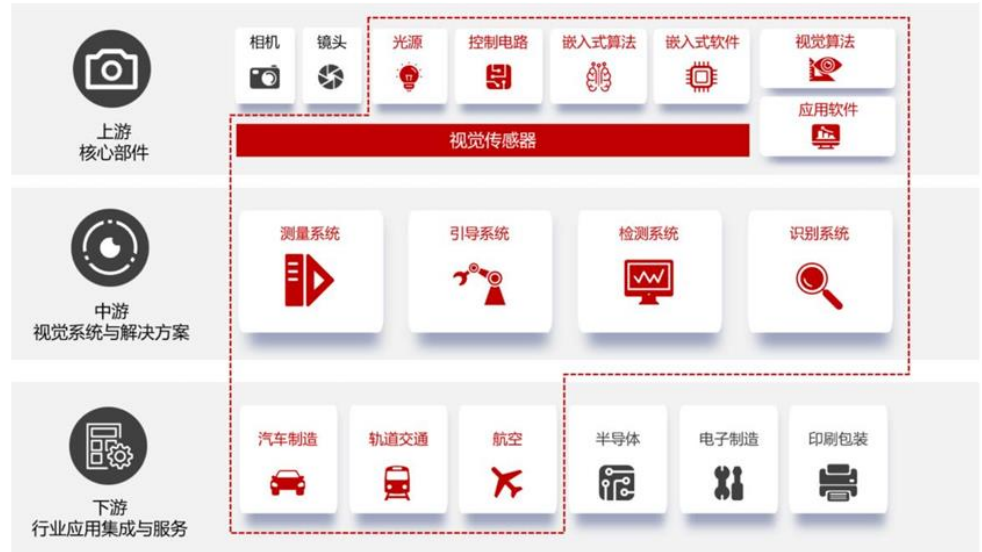 相机
镜头
光源
控制电路
嵌入式算法
嵌入式软件
视觉算法
应用软件
视觉传感器
上游
核心部件
测量系统
引导系统
检测系统
识别系统
中游
视觉系统与解决方案
汽车制造
轨道交通
航空
半导体
电子制造
印刷包装
下游
行业应用集成与服务